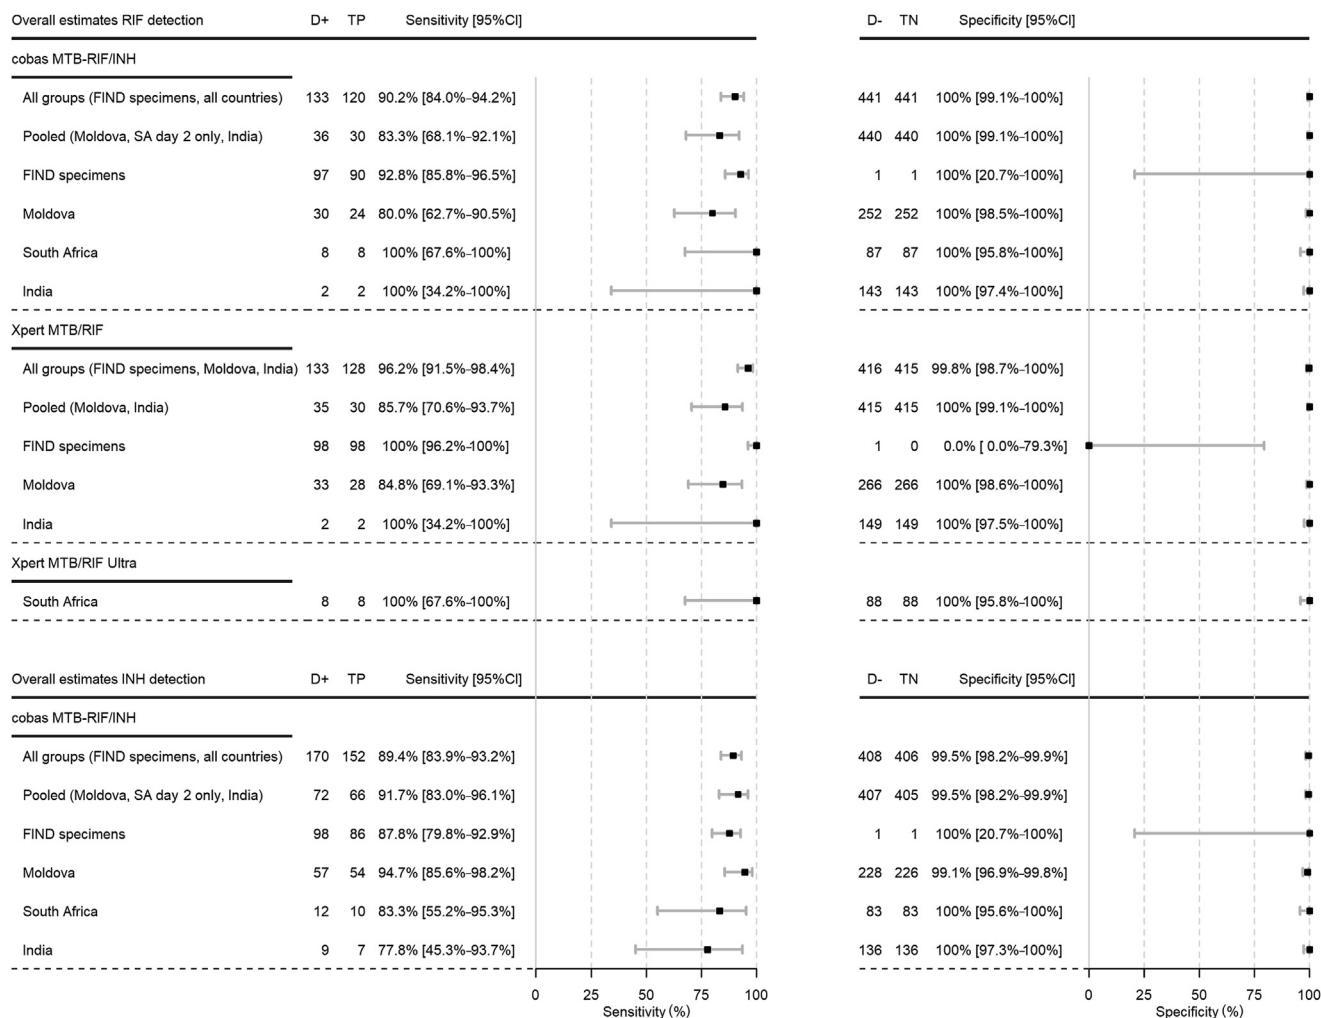 Overall estimates RIF detection D+ TP Sensitivity [95%CI] D- TN Specificity [95%CI]
cobas MTB-RIF/INH
All groups (FIND specimens, all countries) 133 120 90.2% [84.0%–94.2%] 441 441 100% [99.1%–100%]
Pooled (Moldova, SA day 2 only, India) 36 30 83.3% [68.1%–92.1%] 440 440 100% [99.1%–100%]
FIND specimens 97 90 92.8% [85.8%–96.5%] 1 1 100% [20.7%–100%]
Moldova 30 24 80.0% [62.7%–90.5%] 252 252 100% [98.5%–100%]
South Africa 8 8 100% [67.6%–100%] 87 87 100% [95.8%–100%]
India 2 2 100% [34.2%–100%] 143 143 100% [97.4%–100%]
Xpert MTB/RIF
All groups (FIND specimens, Moldova, India) 133 128 96.2% [91.5%–98.4%] 416 415 99.8% [98.7%–100%]
Pooled (Moldova, India) 35 30 85.7% [70.6%–93.7%] 415 415 100% [99.1%–100%]
FIND specimens 98 98 100% [96.2%–100%] 1 0 0.0% [ 0.0%–79.3%]
Moldova 33 28 84.8% [69.1%–93.3%] 266 266 100% [98.6%–100%]
India 2 2 100% [34.2%–100%] 149 149 100% [97.5%–100%]
Xpert MTB/RIF Ultra
South Africa 8 8 100% [67.6%–100%] 88 88 100% [95.8%–100%]
Overall estimates INH detection D+ TP Sensitivity [95%CI] D- TN Specificity [95%CI]
cobas MTB-RIF/INH
All groups (FIND specimens, all countries) 170 152 89.4% [83.9%–93.2%] 408 406 99.5% [98.2%–99.9%]
Pooled (Moldova, SA day 2 only, India) 72 66 91.7% [83.0%–96.1%] 407 405 99.5% [98.2%–99.9%]
FIND specimens 98 86 87.8% [79.8%–92.9%] 1 1 100% [20.7%–100%]
Moldova 57 54 94.7% [85.6%–98.2%] 228 226 99.1% [96.9%–99.8%]
South Africa 12 10 83.3% [55.2%–95.3%] 83 83 100% [95.6%–100%]
India 9 7 77.8% [45.3%–93.7%] 136 136 100% [97.3%–100%]
0 25 50 75 100 0 25 50 75 100
Sensitivity (%) Specificity (%)